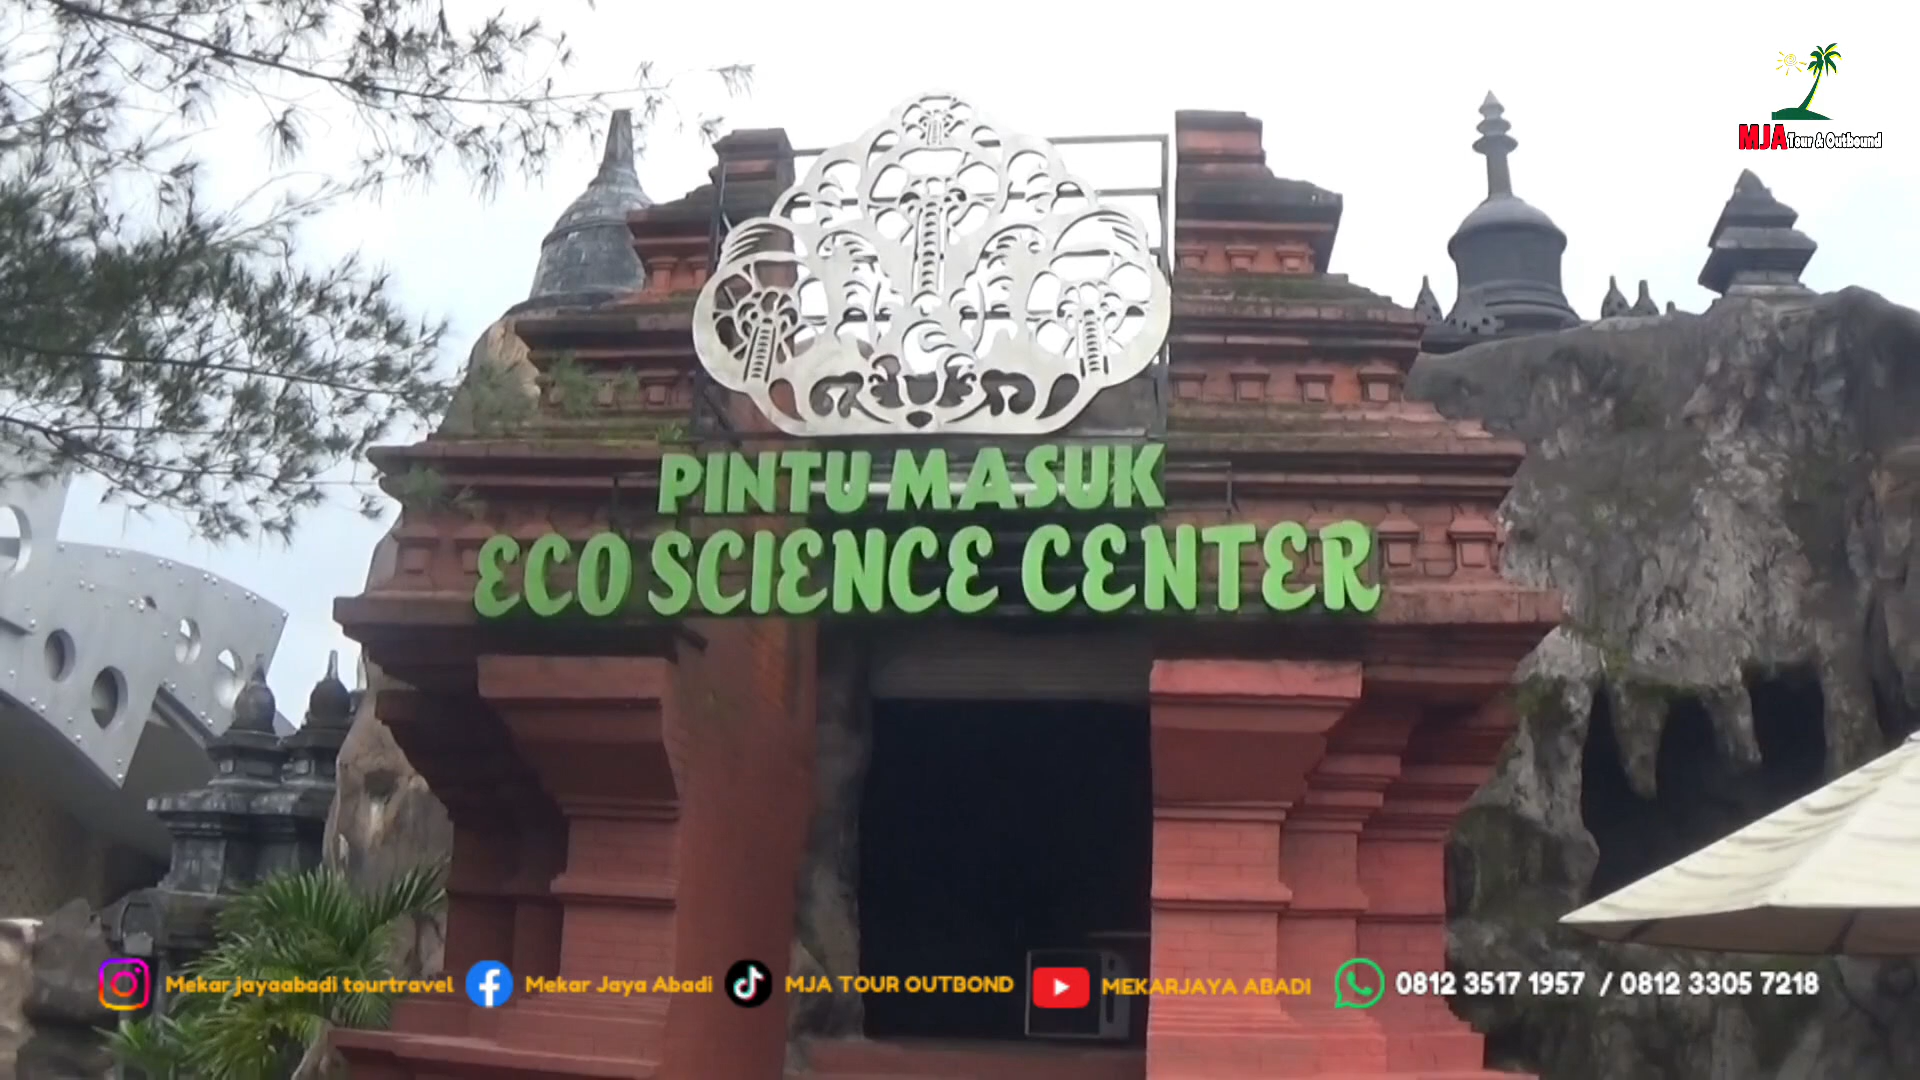 MJA Tour & Outbound
PINTU MASUK
ECO SCIENCE CENTER
Mekar jayaabadi tourtravel Mekar Jaya Abadi MJA TOUR OUTBOND MEKARJAYA ABADI 0812 3517 1957 / 0812 3305 7218